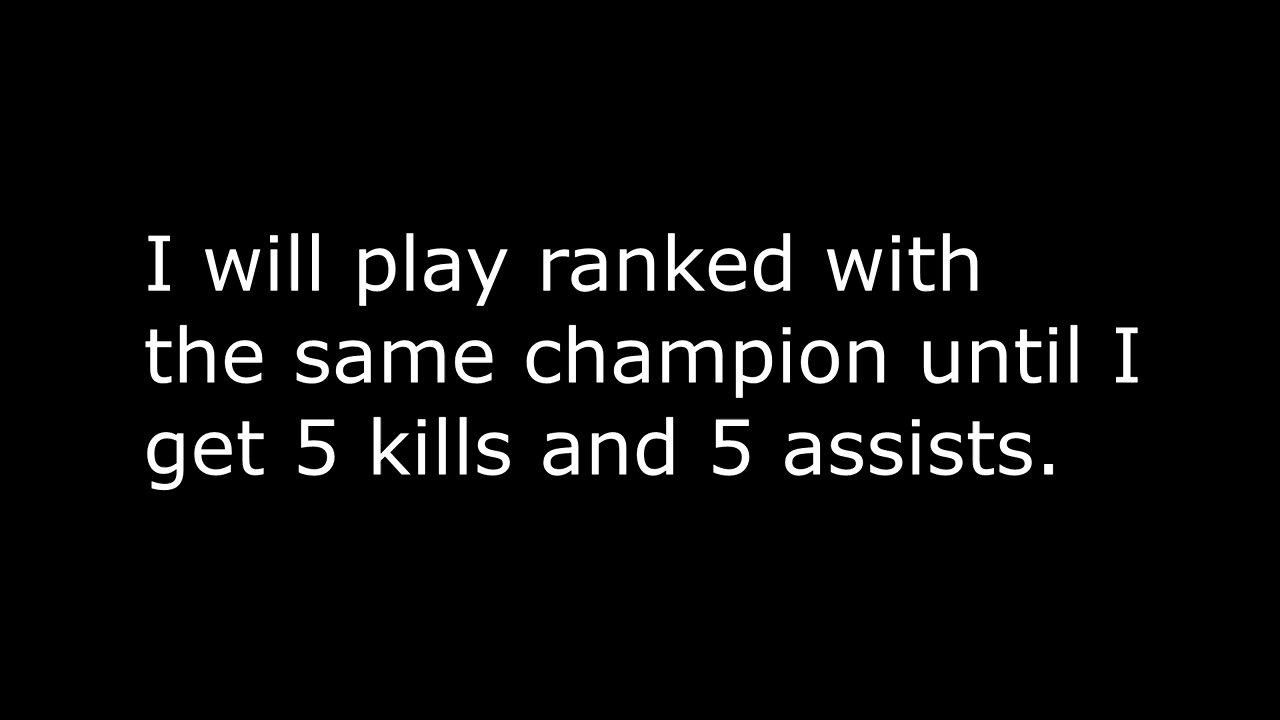 I will play ranked with
the same champion until I
get 5 kills and 5 assists.